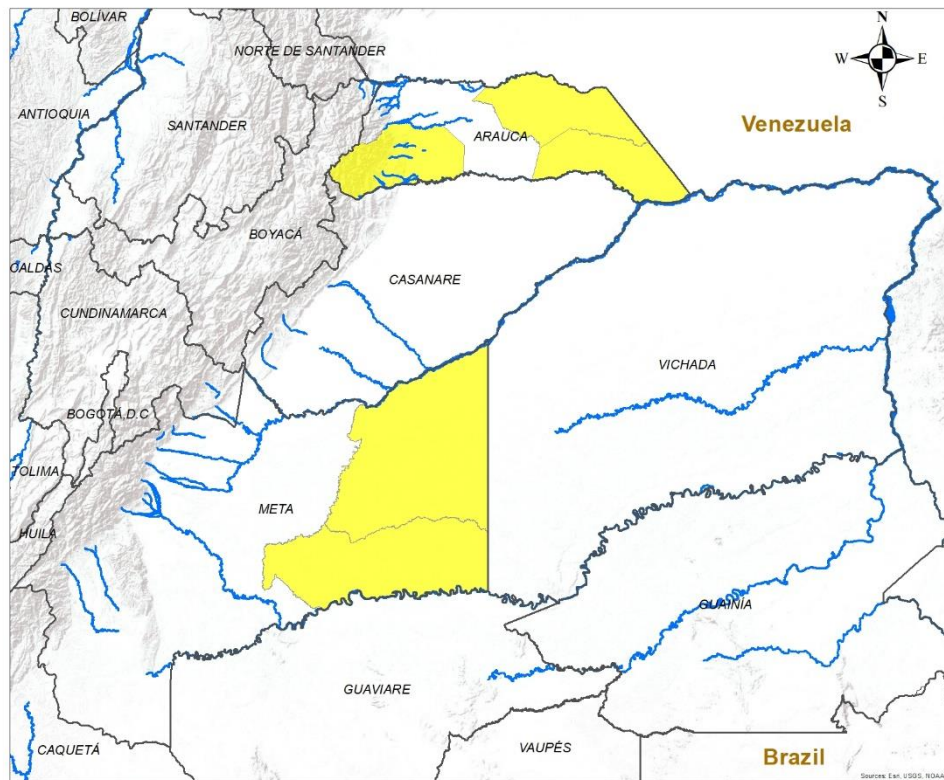 BOLÍVAR
NORTE DE SANTANDER
N
W E
S
ANTIOQUIA
SANTANDER
ARAUCA
Venezuela
BOYACÁ
CALDAS
CASANARE
CUNDINAMARCA
VICHADA
BOGOTÁ, D.C
TOLIMA
META
HUILA
GUAINÍA
GUAVIARE
CAQUETÁ
VAUPÉS
Brazil
Sources: Esri, USGS, NOAA